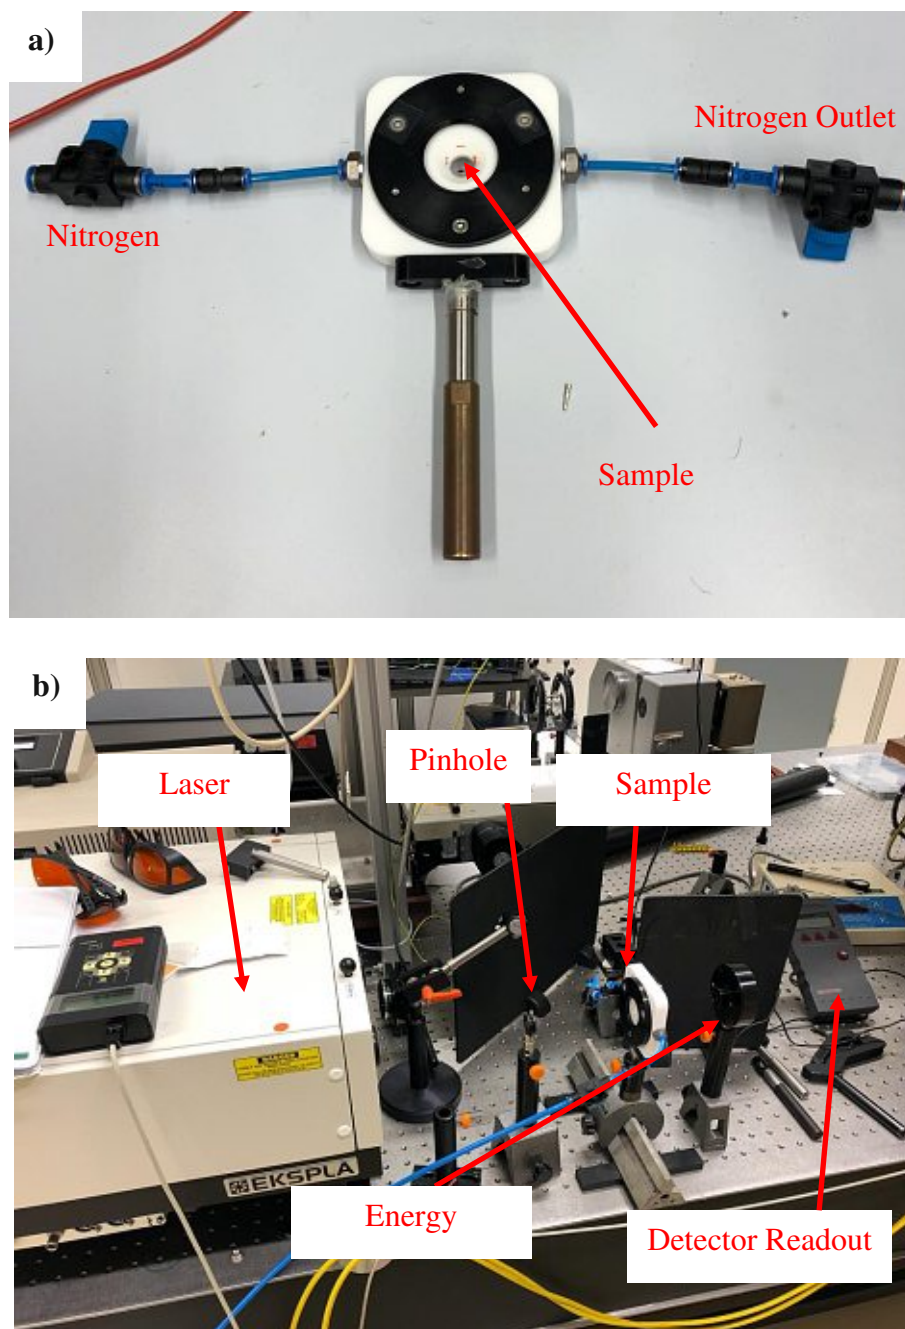 a)
Nitrogen Outlet
Nitrogen
Sample
b)
Laser
Pinhole
Sample
EKSPLA
Energy
Detector Readout